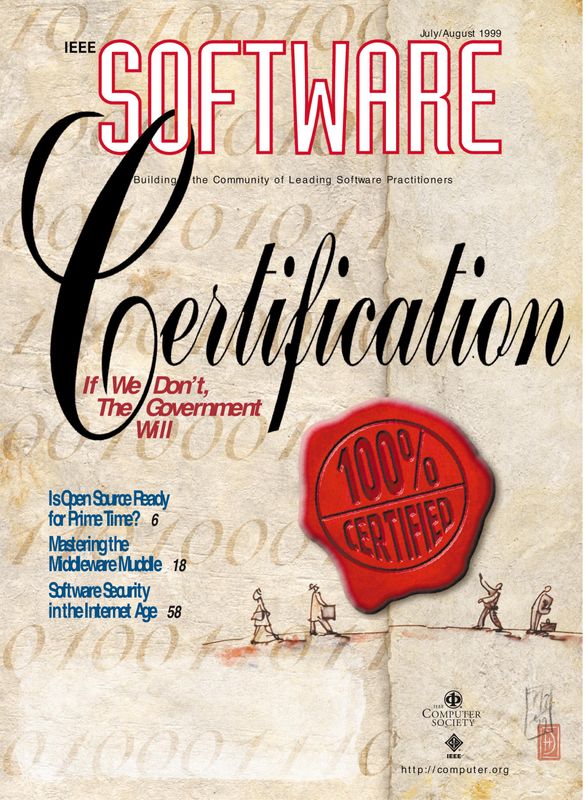 July/August 1999
IEEE
SOFTWARE
Building the Community of Leading Software Practitioners
Certification
If We Don't,
The Government
Will
100%
CERTIFIED
Is Open Source Ready
for Prime Time? 6
Mastering the
Middleware Muddle 18
Software Security
in the Internet Age 58
IEEE
COMPUTER
SOCIETY
IEEE
http://computer.org